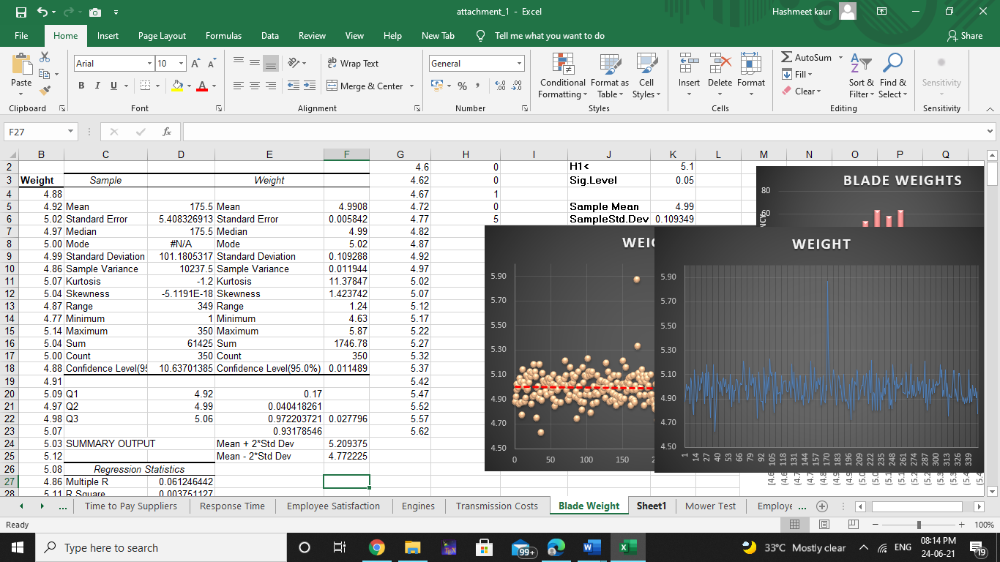 attachment_1 - Excel
Hashmeet kaur
File Home Insert Page Layout Formulas Data Review View Help New Tab Tell me what you want to do Share
Paste
Arial 10
B I U A A A
ab Wrap Text
Merge & Center
General
% ,
Conditional Formatting
Format as Table
Cell Styles
Insert Delete Format
AutoSum
Fill
Clear
Sort & Filter
Find & Select
Sensitivity
Clipboard Font Alignment Number Styles Cells Editing Sensitivity
F27 fx
B C D E F G H I J K L M N O P Q
2 4.6 0 H1< 5.1
3 Weight Sample Weight 4.62 0 Sig.Level 0.05
4 4.88 4.67 1
5 4.92 Mean 175.5 Mean 4.9908 4.72 0 Sample Mean 4.99
6 5.02 Standard Error 5.408326913 Standard Error 0.005842 4.77 5 SampleStd.Dev 0.109349
7 4.97 Median 175.5 Median 4.99 4.82
8 5.00 Mode #N/A Mode 5.02 4.87
9 4.99 Standard Deviation 101.1805317 Standard Deviation 0.109288 4.92
10 4.86 Sample Variance 10237.5 Sample Variance 0.011944 4.97
11 5.07 Kurtosis -1.2 Kurtosis 11.37847 5.02
12 5.04 Skewness -5.1191E-18 Skewness 1.423742 5.07
13 4.87 Range 349 Range 1.24 5.12
14 4.77 Minimum 1 Minimum 4.63 5.17
15 5.14 Maximum 350 Maximum 5.87 5.22
16 5.04 Sum 61425 Sum 1746.78 5.27
17 5.00 Count 350 Count 350 5.32
18 4.88 Confidence Level(95 10.63701385 Confidence Level(95.0%) 0.011489 5.37
19 4.91 5.42
20 5.09 Q1 4.92 0.17 5.47
21 4.97 Q2 4.99 0.040418261 5.52
22 4.98 Q3 5.06 0.972203721 0.027796 5.57
23 5.07 0.93178546 5.62
24 5.03 SUMMARY OUTPUT Mean + 2*Std Dev 5.209375
25 5.12 Mean - 2*Std Dev 4.772225
26 5.08 Regression Statistics
27 4.86 Multiple R 0.061246442
28 5.11 R Square 0.003751127
BLADE WEIGHTS
80
60
WEIG
5.90
5.70
5.50
5.30
5.10
4.90
4.70
4.50
0 50 100 150 2
WEIGHT
5.90
5.70
5.50
5.30
5.10
4.90
4.70
4.50
1 14 27 40 53 66 79 92 105 118 131 144 157 170 183 196 209 222 235 248 261 274 287 300 313 326 339
... Time to Pay Suppliers Response Time Employee Satisfaction Engines Transmission Costs Blade Weight Sheet1 Mower Test Employe ...
Ready 100%
Type here to search
99+
33°C Mostly clear
ENG
08:14 PM
24-06-21
19